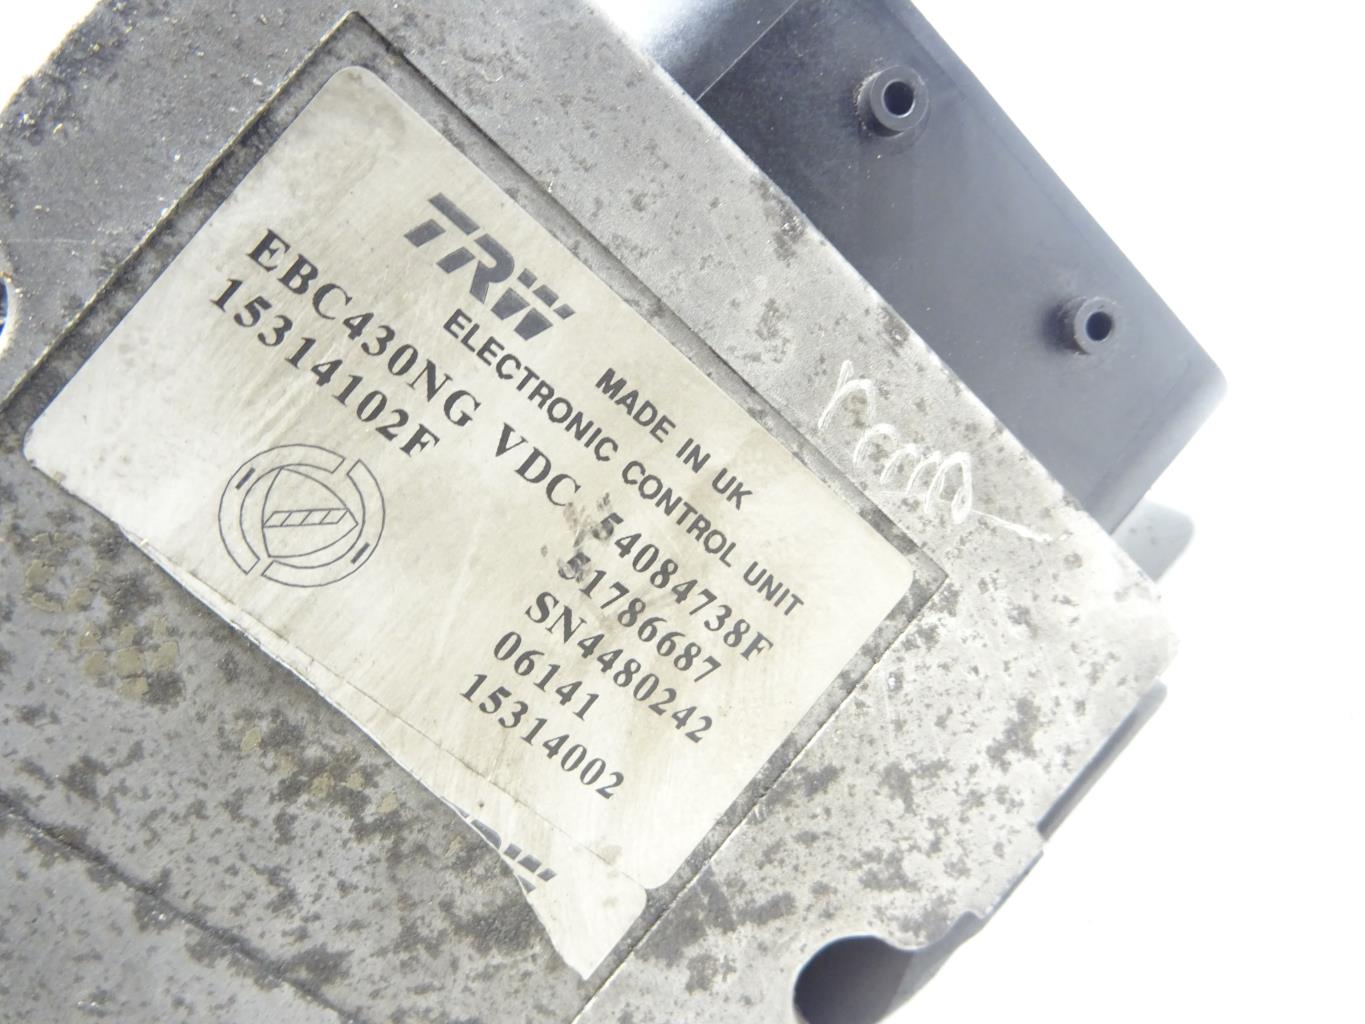 TRW
MADE IN UK
ELECTRONIC CONTROL UNIT
EBC430NG VDC 54084738F
15314102F 51786687
SN4480242
06141
15314002